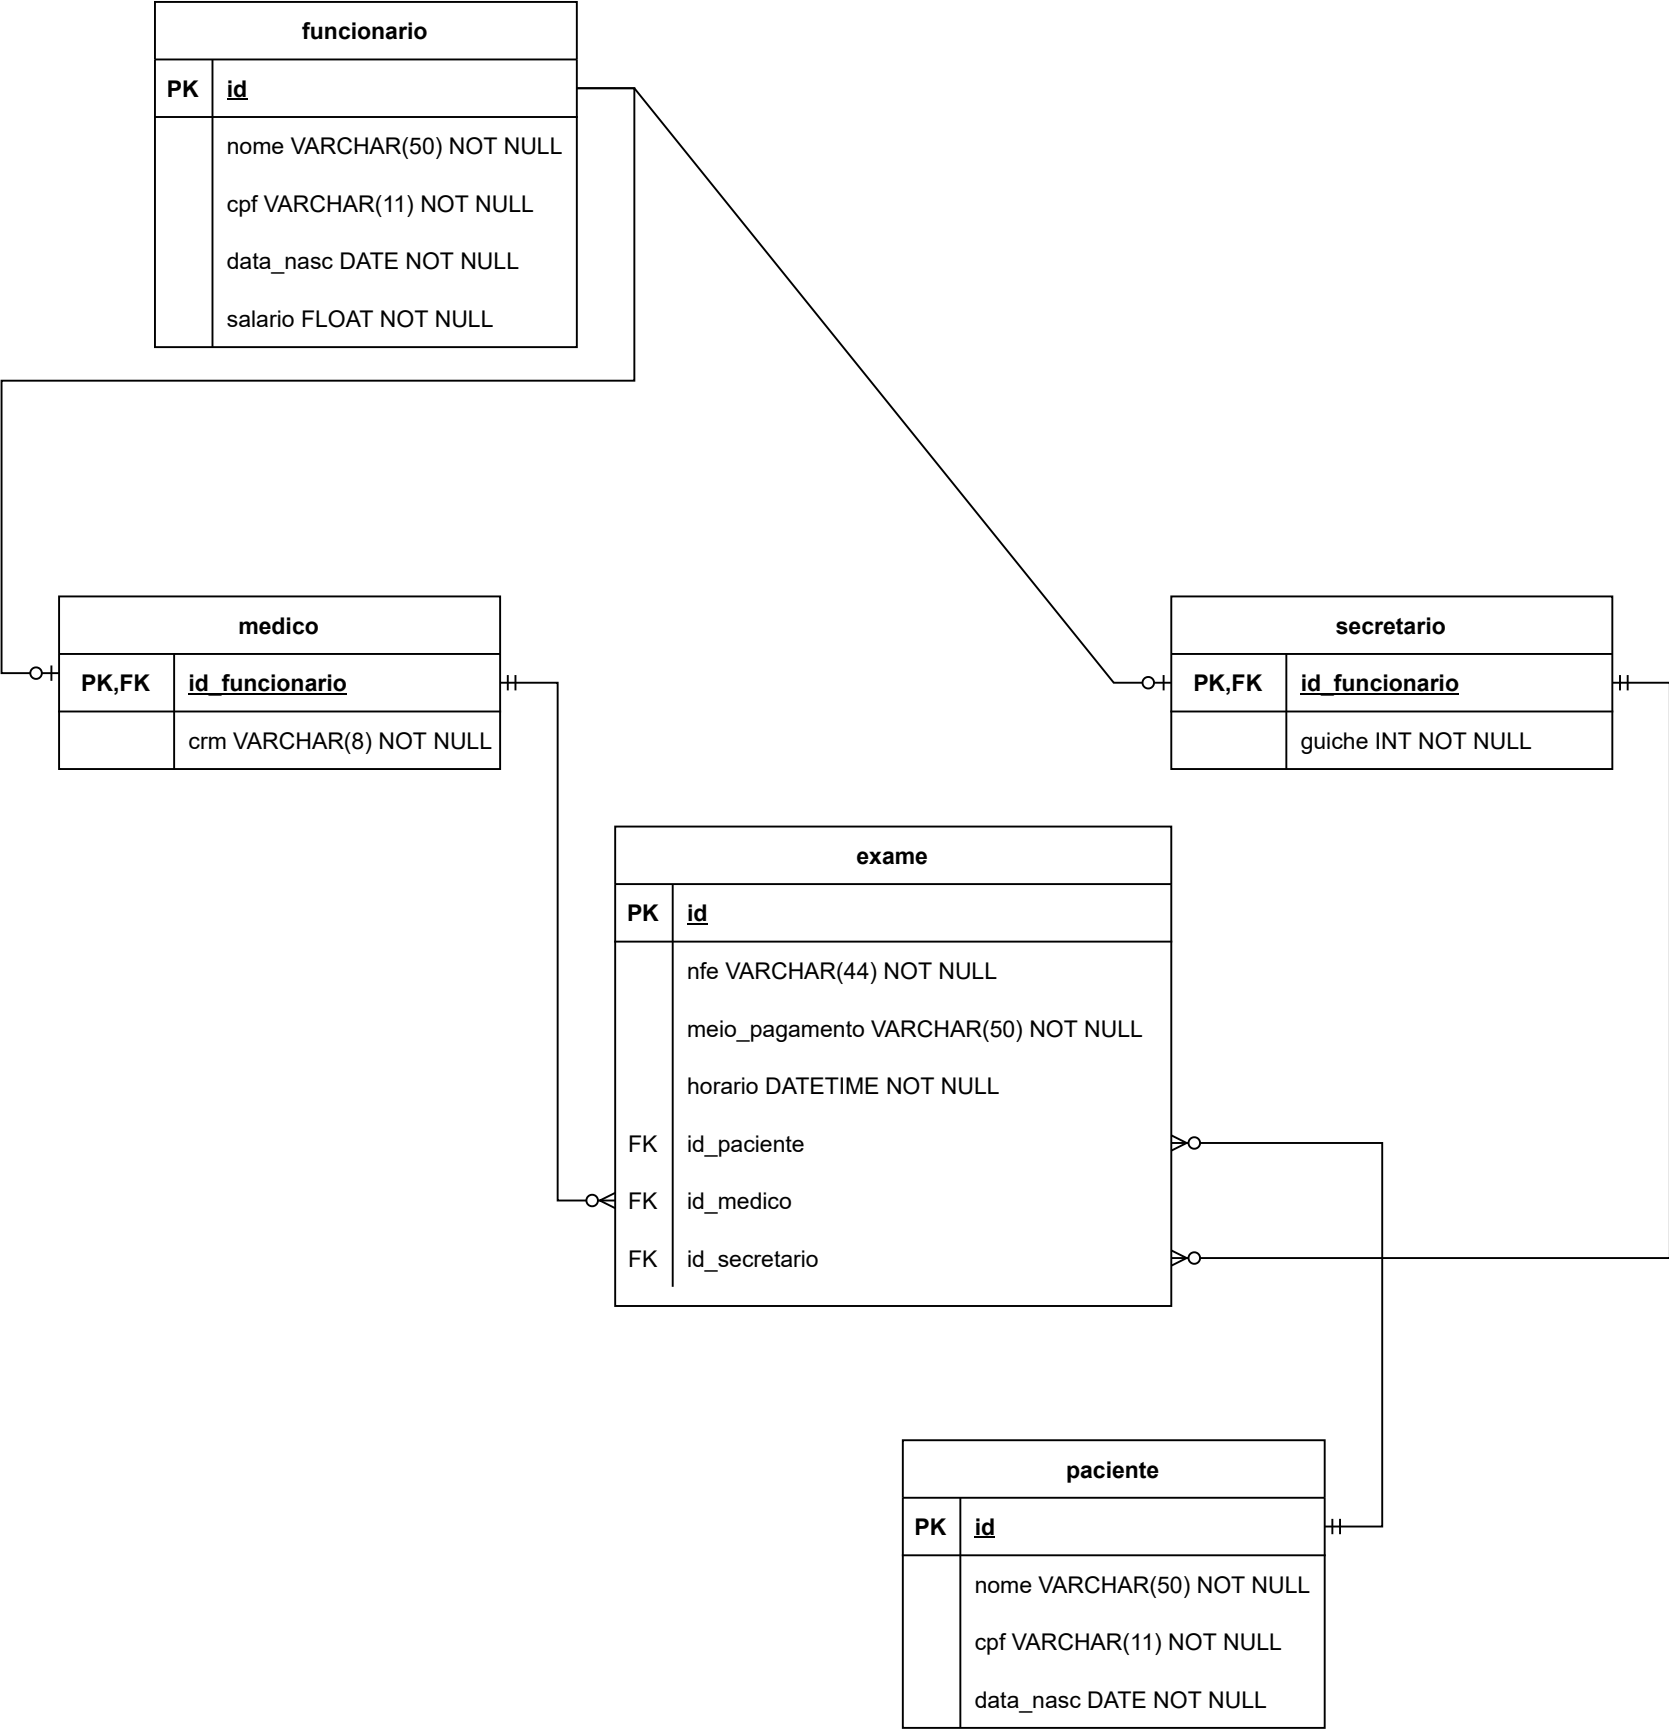 funcionario
PK id
nome VARCHAR(50) NOT NULL
cpf VARCHAR(11) NOT NULL
data_nasc DATE NOT NULL
salario FLOAT NOT NULL
medico
PK,FK id_funcionario
crm VARCHAR(8) NOT NULL
secretario
PK,FK id_funcionario
guiche INT NOT NULL
exame
PK id
nfe VARCHAR(44) NOT NULL
meio_pagamento VARCHAR(50) NOT NULL
horario DATETIME NOT NULL
FK id_paciente
FK id_medico
FK id_secretario
paciente
PK id
nome VARCHAR(50) NOT NULL
cpf VARCHAR(11) NOT NULL
data_nasc DATE NOT NULL